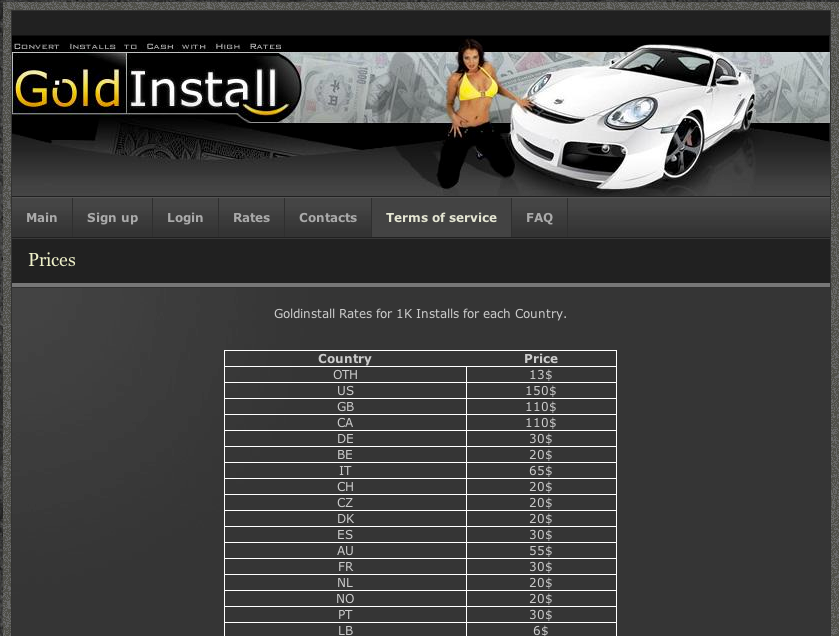 Convert Installs to Cash with High Rates
GoldInstall
Main Sign up Login Rates Contacts Terms of service FAQ
Prices
Goldinstall Rates for 1K Installs for each Country.
Country Price
OTH 13$
US 150$
GB 110$
CA 110$
DE 30$
BE 20$
IT 65$
CH 20$
CZ 20$
DK 20$
ES 30$
AU 55$
FR 30$
NL 20$
NO 20$
PT 30$
LB 6$